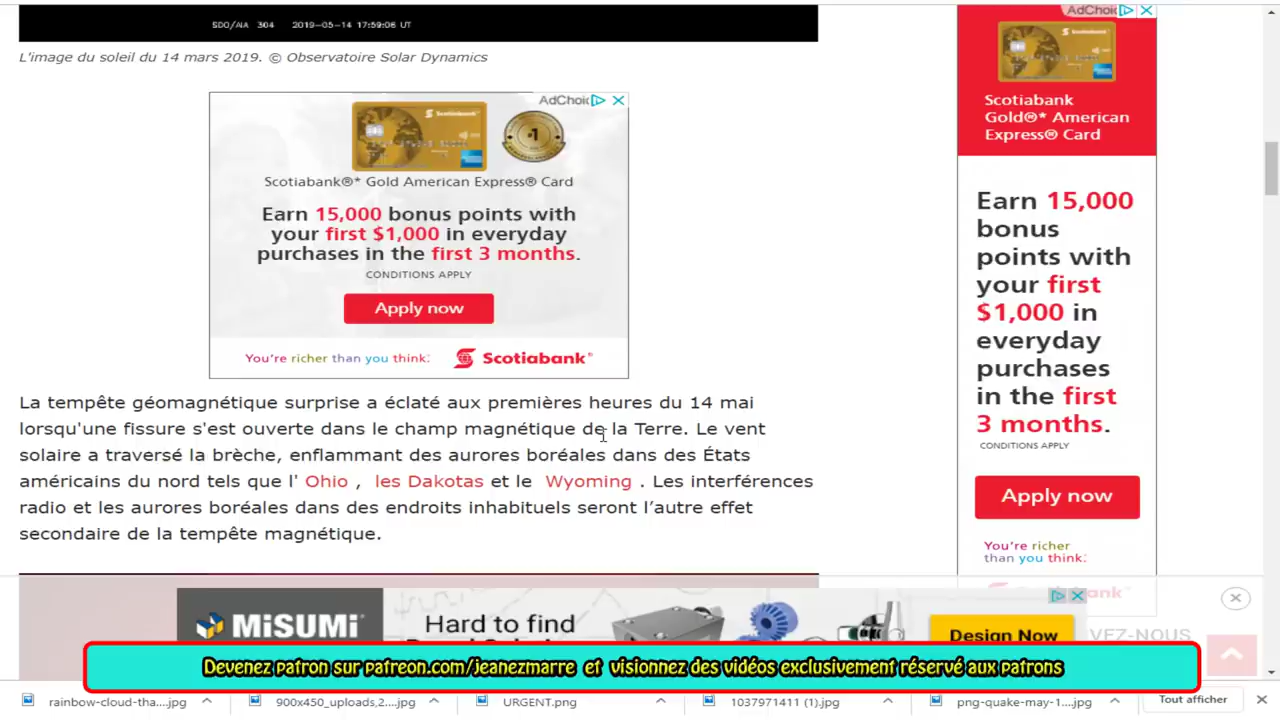 SDO/AIA 304 2019-05-14 17:59:06 UT
L'image du soleil du 14 mars 2019. © Observatoire Solar Dynamics
AdChoic
Scotiabank
#1
Scotiabank®* Gold American Express® Card
Earn 15,000 bonus points with
your first $1,000 in everyday
purchases in the first 3 months.
CONDITIONS APPLY
Apply now
You're richer than you think.
Scotiabank®
La tempête géomagnétique surprise a éclaté aux premières heures du 14 mai
lorsqu'une fissure s'est ouverte dans le champ magnétique de la Terre. Le vent
solaire a traversé la brèche, enflammant des aurores boréales dans des États
américains du nord tels que l' Ohio , les Dakotas et le Wyoming . Les interférences
radio et les aurores boréales dans des endroits inhabituels seront l’autre effet
secondaire de la tempête magnétique.
AdChoic
Scotiabank
Gold®* American
Express® Card
Earn 15,000
bonus
points with
your first
$1,000 in
everyday
purchases
in the first
3 months.
CONDITIONS APPLY
Apply now
You're richer
than you think.
MiSUMi
Hard to find
Design Now
VEZ-NOUS
Devenez patron sur patreon.com/jeanezmarre et visionnez des vidéos exclusivement réservé aux patrons
rainbow-cloud-tha....jpg
900x450_uploads,2....jpg
URGENT.png
1037971411 (1).jpg
png-quake-may-1....jpg
Tout afficher